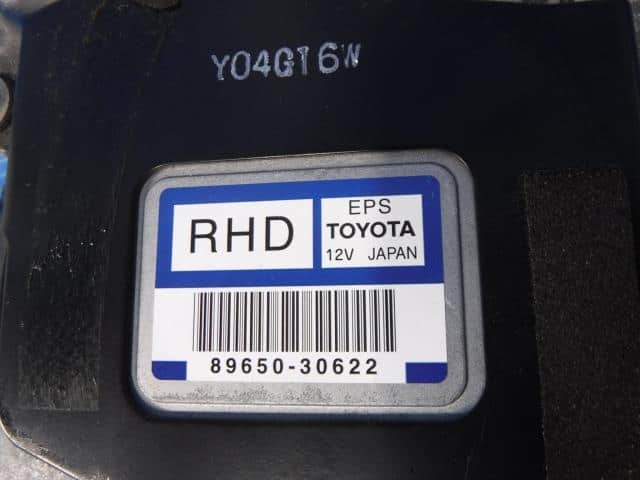 Y04G16W
RHD
EPS
TOYOTA
12V JAPAN
89650-30622